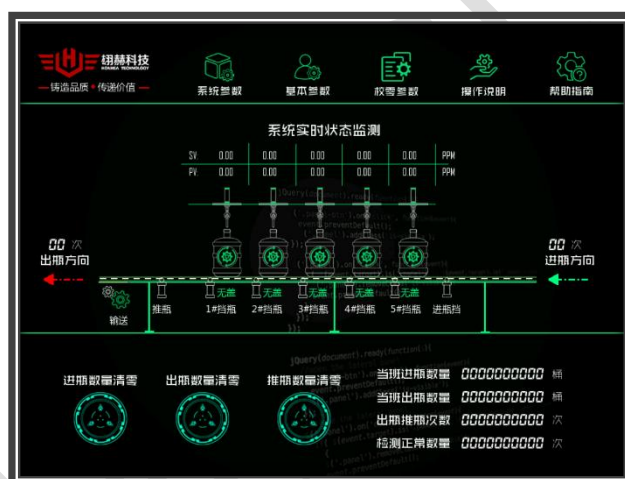 栩赫科技
铸造品质•传递价值
系统参数 基本参数 校零参数 操作说明 帮助指南
系统实时状态监测
SV: 0.00 0.00 0.00 0.00 0.00 PPM
PV: 0.00 0.00 0.00 0.00 0.00 PPM
00 次
出瓶方向
00 次
进瓶方向
无盖 无盖 无盖 无盖 无盖
推瓶 1#挡瓶 2#挡瓶 3#挡瓶 4#挡瓶 5#挡瓶 进瓶挡
输送
进瓶数量清零 出瓶数量清零 推瓶数量清零
当班进瓶数量 0000000000 桶
当班出瓶数量 0000000000 桶
出瓶推瓶次数 0000000000 次
检测正常数量 0000000000 次